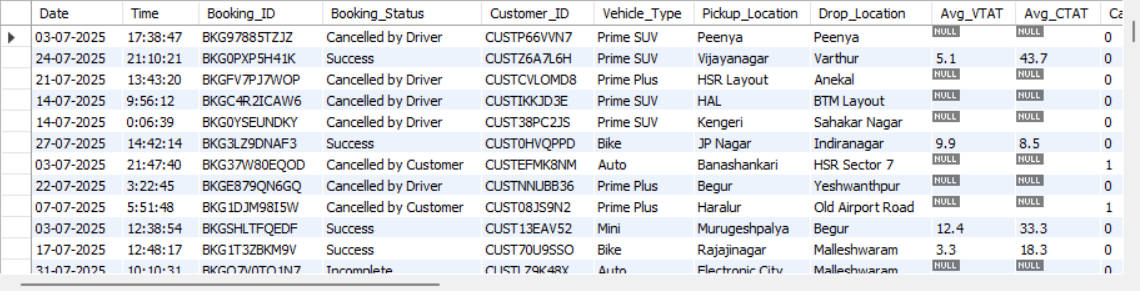 Date Time Booking_ID Booking_Status Customer_ID Vehicle_Type Pickup_Location Drop_Location Avg_VTAT Avg_CTAT Ca
03-07-2025 17:38:47 BKG97885TZJZ Cancelled by Driver CUSTP66VVN7 Prime SUV Peenya Peenya NULL NULL 0
24-07-2025 21:10:21 BKG0PXP5H41K Success CUSTZ6A7L6H Prime SUV Vijayanagar Varthur 5.1 43.7 0
21-07-2025 13:43:20 BKGFV7PJ7WOP Cancelled by Driver CUSTCVLOMD8 Prime Plus HSR Layout Anekal NULL NULL 0
14-07-2025 9:56:12 BKGC4R2ICAW6 Cancelled by Driver CUSTIKKJD3E Prime SUV HAL BTM Layout NULL NULL 0
14-07-2025 0:06:39 BKG0YSEUNDKY Cancelled by Driver CUST38PC2JS Prime SUV Kengeri Sahakar Nagar NULL NULL 0
27-07-2025 14:42:14 BKG3LZ9DNAF3 Success CUST0HVQPPD Bike JP Nagar Indiranagar 9.9 8.5 0
03-07-2025 21:47:40 BKG37W80EQOD Cancelled by Customer CUSTEFMK8NM Auto Banashankari HSR Sector 7 NULL NULL 1
22-07-2025 3:22:45 BKGE879QN6GQ Cancelled by Driver CUSTNNUBB36 Prime Plus Begur Yeshwanthpur NULL NULL 0
07-07-2025 5:51:48 BKG1DJM98I5W Cancelled by Customer CUST08JS9N2 Prime Plus Haralur Old Airport Road NULL NULL 1
03-07-2025 12:38:54 BKGSHLTFQEDF Success CUST13EAV52 Mini Murugeshpalya Begur 12.4 33.3 0
17-07-2025 12:48:17 BKG1T3ZBKM9V Success CUST70U9SSO Bike Rajajinagar Malleshwaram 3.3 18.3 0
31-07-2025 10:10:31 BKGQ7V0TQ1N7 Incomplete CUSTLZ9K48X Auto Electronic City Malleshwaram NULL NULL 0